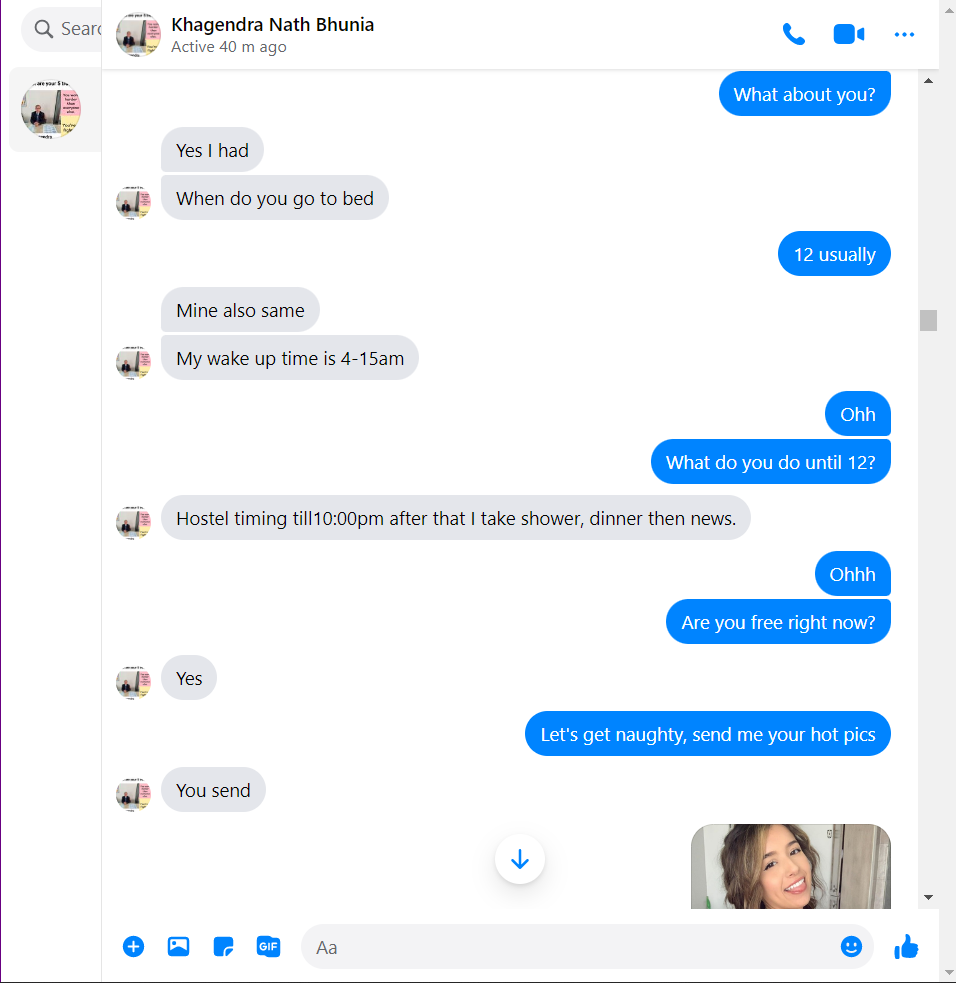 Sear
Khagendra Nath Bhunia
Active 40 m ago
What about you?
Yes I had
When do you go to bed
12 usually
Mine also same
My wake up time is 4-15am
Ohh
What do you do until 12?
Hostel timing till10:00pm after that I take shower, dinner then news.
Ohhh
Are you free right now?
Yes
Let's get naughty, send me your hot pics
You send
GIF
Aa